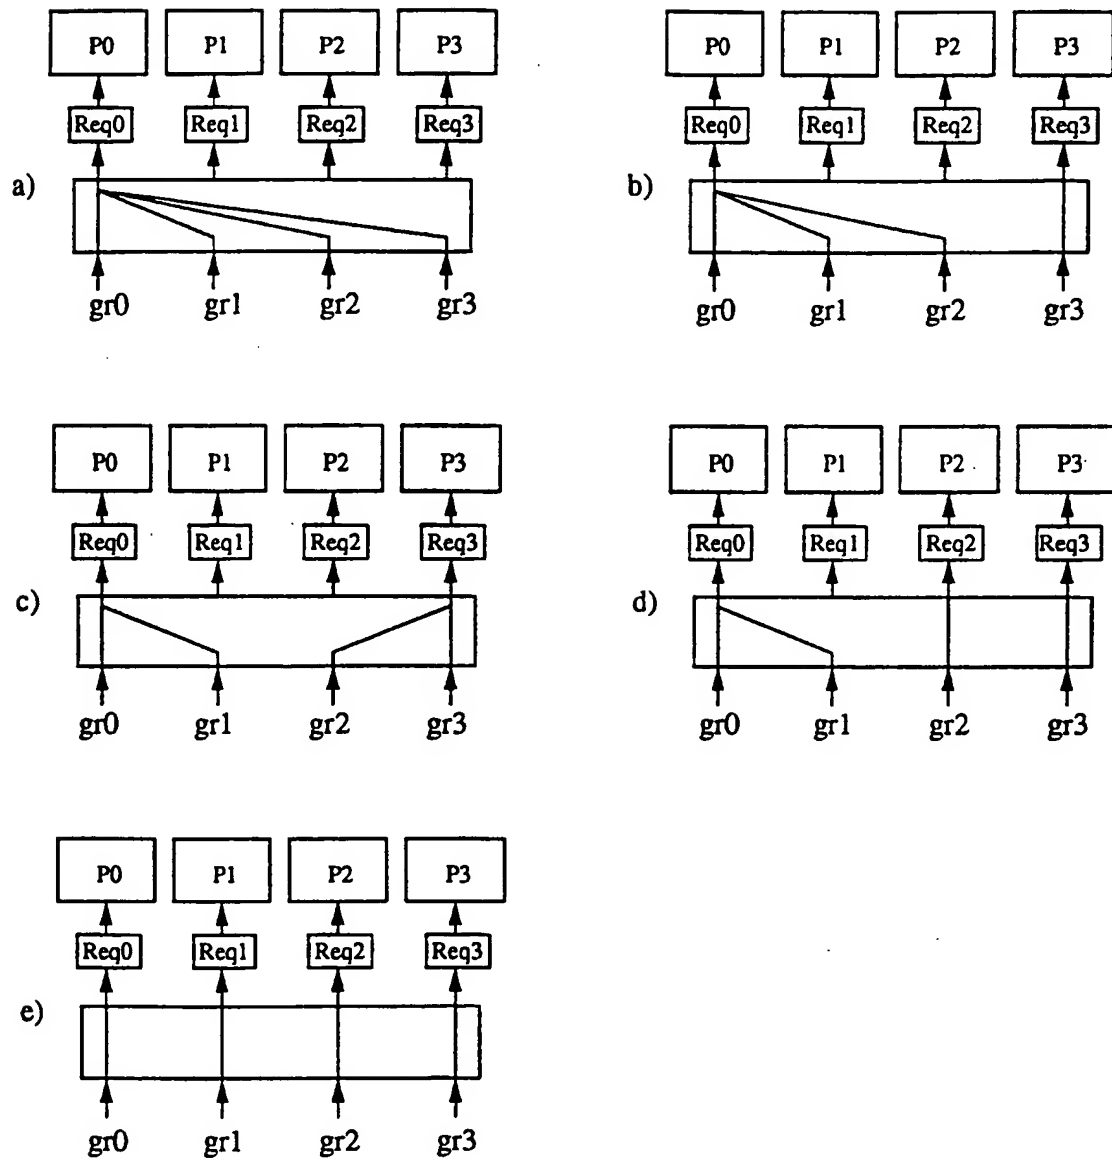 P0 P1 P2 P3
Req0 Req1 Req2 Req3
a)
gr0 gr1 gr2 gr3
P0 P1 P2 P3
Req0 Req1 Req2 Req3
b)
gr0 gr1 gr2 gr3
P0 P1 P2 P3
Req0 Req1 Req2 Req3
c)
gr0 gr1 gr2 gr3
P0 P1 P2 P3
Req0 Req1 Req2 Req3
d)
gr0 gr1 gr2 gr3
P0 P1 P2 P3
Req0 Req1 Req2 Req3
e)
gr0 gr1 gr2 gr3